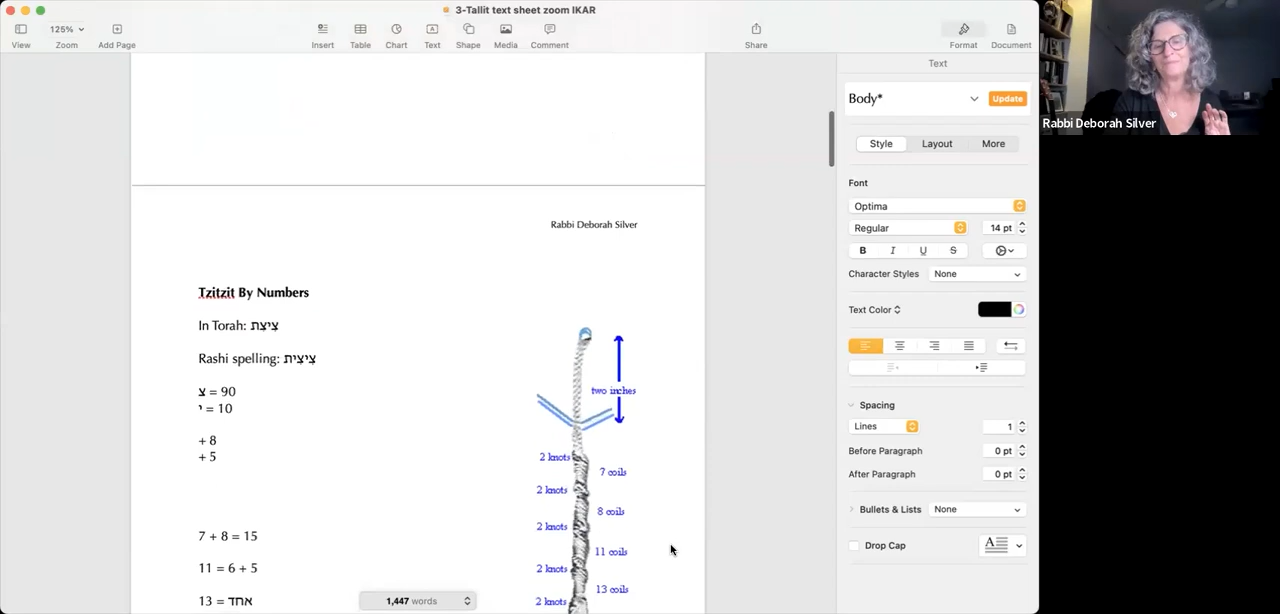 3-Tallit text sheet zoom IKAR
125%
View
Zoom
Add Page
Insert
Table
Chart
Text
Shape
Media
Comment
Share
Format
Document
Rabbi Deborah Silver
Tzitzit By Numbers
In Torah: צִיצִת
Rashi spelling: צִיצִית
צ = 90
י = 10
+ 8
+ 5
7 + 8 = 15
11 = 6 + 5
13 = אחד
two inches
2 knots
7 coils
2 knots
8 coils
2 knots
11 coils
2 knots
13 coils
2 knots
1,447 words
Text
Body*
Update
Style
Layout
More
Font
Optima
Regular
14 pt
B I U S
Character Styles
None
Text Color
Spacing
Lines
1
Before Paragraph
0 pt
After Paragraph
0 pt
Bullets & Lists
None
Drop Cap
A
Rabbi Deborah Silver